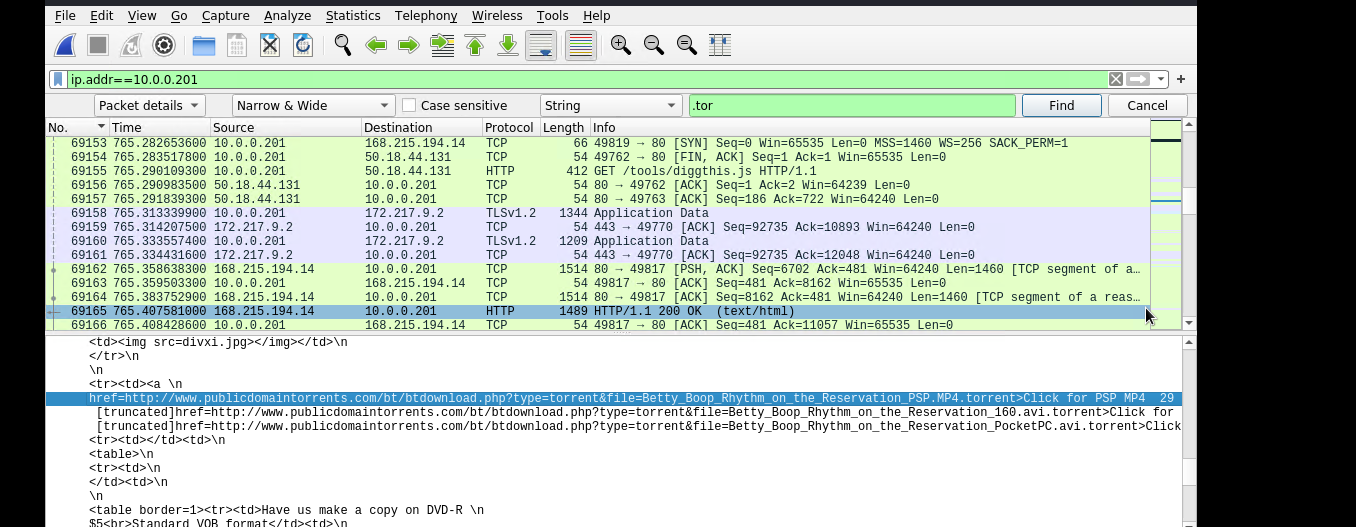 File Edit View Go Capture Analyze Statistics Telephony Wireless Tools Help
ip.addr==10.0.0.201
Packet details Narrow & Wide Case sensitive String .tor Find Cancel
No. Time Source Destination Protocol Length Info
69153 765.282653600 10.0.0.201 168.215.194.14 TCP 66 49819 → 80 [SYN] Seq=0 Win=65535 Len=0 MSS=1460 WS=256 SACK_PERM=1
69154 765.283517800 10.0.0.201 50.18.44.131 TCP 54 49762 → 80 [FIN, ACK] Seq=1 Ack=1 Win=65535 Len=0
69155 765.290109300 10.0.0.201 50.18.44.131 HTTP 412 GET /tools/diggthis.js HTTP/1.1
69156 765.290983500 50.18.44.131 10.0.0.201 TCP 54 80 → 49762 [ACK] Seq=1 Ack=2 Win=64239 Len=0
69157 765.291839300 50.18.44.131 10.0.0.201 TCP 54 80 → 49763 [ACK] Seq=186 Ack=722 Win=64240 Len=0
69158 765.313339900 10.0.0.201 172.217.9.2 TLSv1.2 1344 Application Data
69159 765.314207500 172.217.9.2 10.0.0.201 TCP 54 443 → 49770 [ACK] Seq=92735 Ack=10893 Win=64240 Len=0
69160 765.333557400 10.0.0.201 172.217.9.2 TLSv1.2 1209 Application Data
69161 765.334431600 172.217.9.2 10.0.0.201 TCP 54 443 → 49770 [ACK] Seq=92735 Ack=12048 Win=64240 Len=0
69162 765.358638300 168.215.194.14 10.0.0.201 TCP 1514 80 → 49817 [PSH, ACK] Seq=6702 Ack=481 Win=64240 Len=1460 [TCP segment of a…
69163 765.359503300 10.0.0.201 168.215.194.14 TCP 54 49817 → 80 [ACK] Seq=481 Ack=8162 Win=65535 Len=0
69164 765.383752900 168.215.194.14 10.0.0.201 TCP 1514 80 → 49817 [ACK] Seq=8162 Ack=481 Win=64240 Len=1460 [TCP segment of a reas…
69165 765.407581000 168.215.194.14 10.0.0.201 HTTP 1489 HTTP/1.1 200 OK (text/html)
69166 765.408428600 10.0.0.201 168.215.194.14 TCP 54 49817 → 80 [ACK] Seq=481 Ack=11057 Win=65535 Len=0
<td><img src=divxi.jpg></img></td>\n
</tr>\n
\n
<tr><td><a \n
href=http://www.publicdomaintorrents.com/bt/btdownload.php?type=torrent&file=Betty_Boop_Rhythm_on_the_Reservation_PSP.MP4.torrent>Click for PSP MP4  29
[truncated]href=http://www.publicdomaintorrents.com/bt/btdownload.php?type=torrent&file=Betty_Boop_Rhythm_on_the_Reservation_160.avi.torrent>Click for
[truncated]href=http://www.publicdomaintorrents.com/bt/btdownload.php?type=torrent&file=Betty_Boop_Rhythm_on_the_Reservation_PocketPC.avi.torrent>Click
<tr><td></td><td>\n
<table>\n
<tr><td>\n
</td><td>\n
\n
<table border=1><tr><td>Have us make a copy on DVD-R \n
$5<br>Standard VOB format</td><td>\n